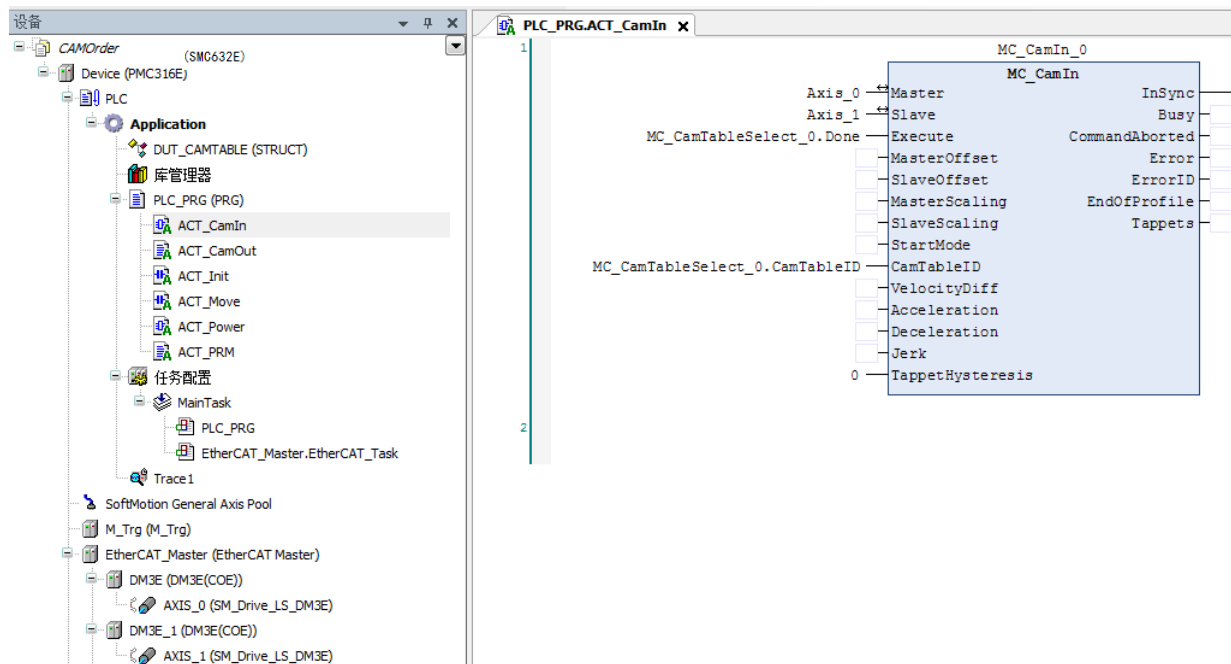 设备
CAMOrder
(SMC632E)
Device (PMC316E)
PLC
Application
DUT_CAMTABLE (STRUCT)
库管理器
PLC_PRG (PRG)
ACT_CamIn
ACT_CamOut
ACT_Init
ACT_Move
ACT_Power
ACT_PRM
任务配置
MainTask
PLC_PRG
EtherCAT_Master.EtherCAT_Task
Trace1
SoftMotion General Axis Pool
M_Trg (M_Trg)
EtherCAT_Master (EtherCAT Master)
DM3E (DM3E(COE))
AXIS_0 (SM_Drive_LS_DM3E)
DM3E_1 (DM3E(COE))
AXIS_1 (SM_Drive_LS_DM3E)
PLC_PRG.ACT_CamIn
1
MC_CamIn_0
MC_CamIn
Axis_0 Master InSync
Axis_1 Slave Busy
MC_CamTableSelect_0.Done Execute CommandAborted
MasterOffset Error
SlaveOffset ErrorID
MasterScaling EndOfProfile
SlaveScaling Tappets
StartMode
MC_CamTableSelect_0.CamTableID CamTableID
VelocityDiff
Acceleration
Deceleration
Jerk
0 TappetHysteresis
2